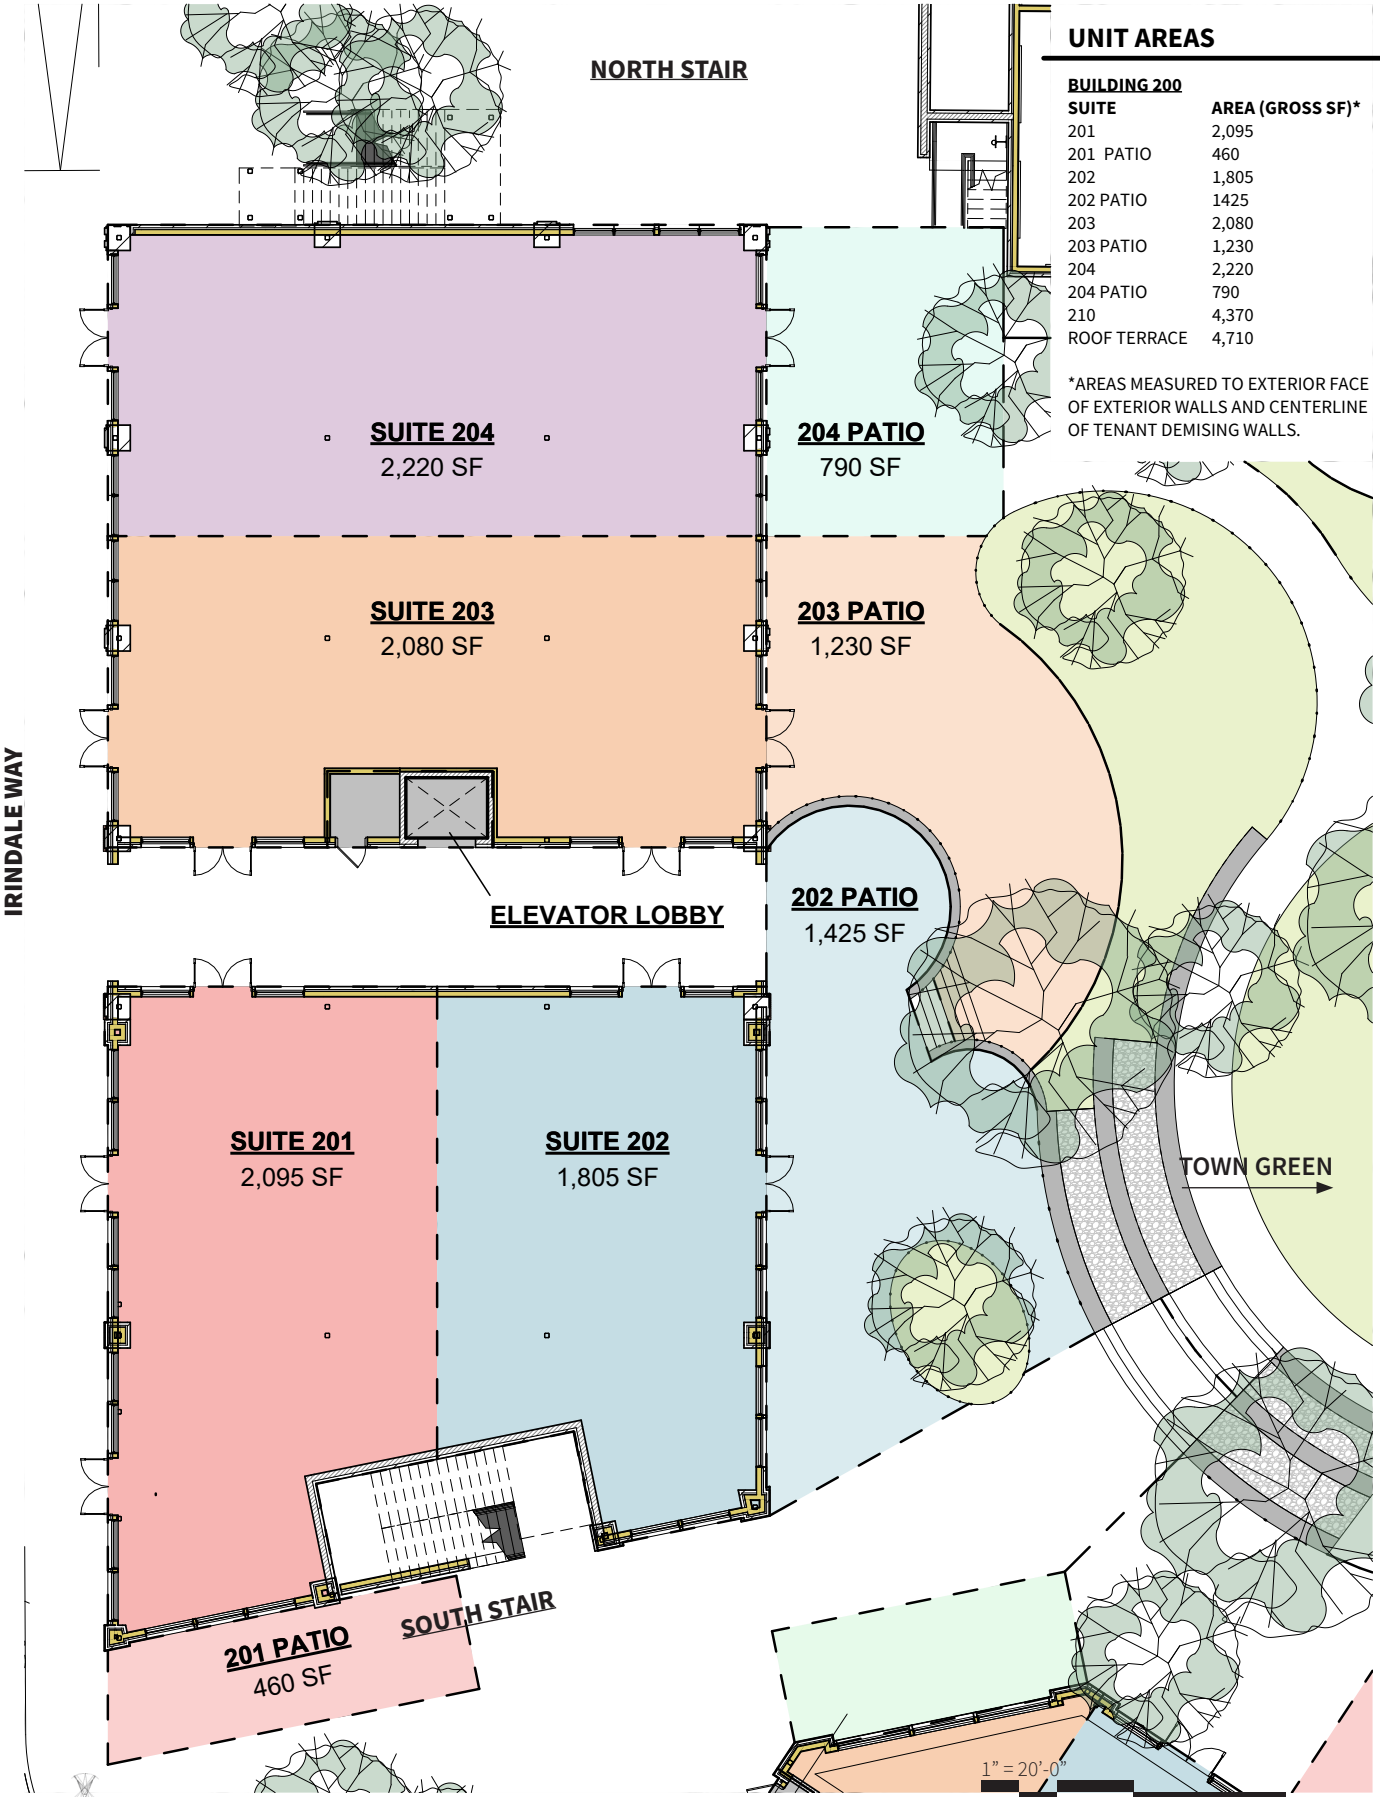 NORTH STAIR
UNIT AREAS
BUILDING 200
SUITE AREA (GROSS SF)*
201 2,095
201 PATIO 460
202 1,805
202 PATIO 1425
203 2,080
203 PATIO 1,230
204 2,220
204 PATIO 790
210 4,370
ROOF TERRACE 4,710
*AREAS MEASURED TO EXTERIOR FACE
OF EXTERIOR WALLS AND CENTERLINE
OF TENANT DEMISING WALLS.
SUITE 204
2,220 SF
204 PATIO
790 SF
SUITE 203
2,080 SF
203 PATIO
1,230 SF
IRINDALE WAY
ELEVATOR LOBBY
202 PATIO
1,425 SF
SUITE 201
2,095 SF
SUITE 202
1,805 SF
TOWN GREEN
SOUTH STAIR
201 PATIO
460 SF
1" = 20'-0"